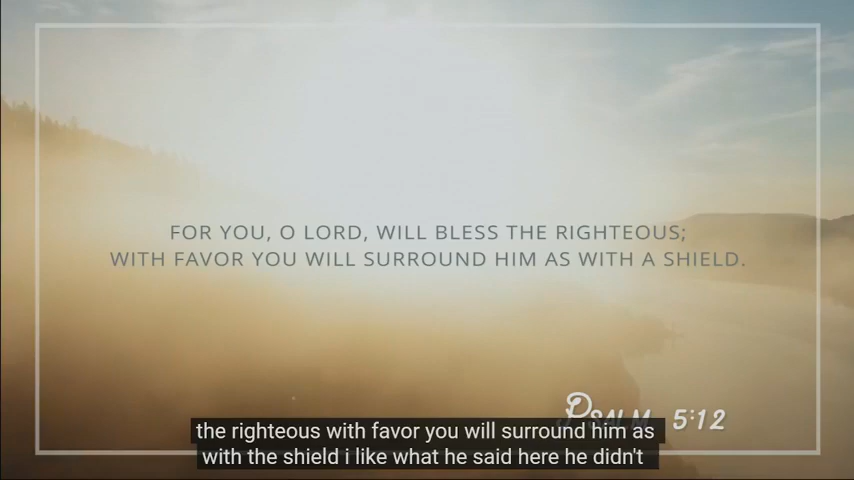 FOR YOU, O LORD, WILL BLESS THE RIGHTEOUS;
WITH FAVOR YOU WILL SURROUND HIM AS WITH A SHIELD.
PSALM 5:12
the righteous with favor you will surround him as
with the shield i like what he said here he didn't